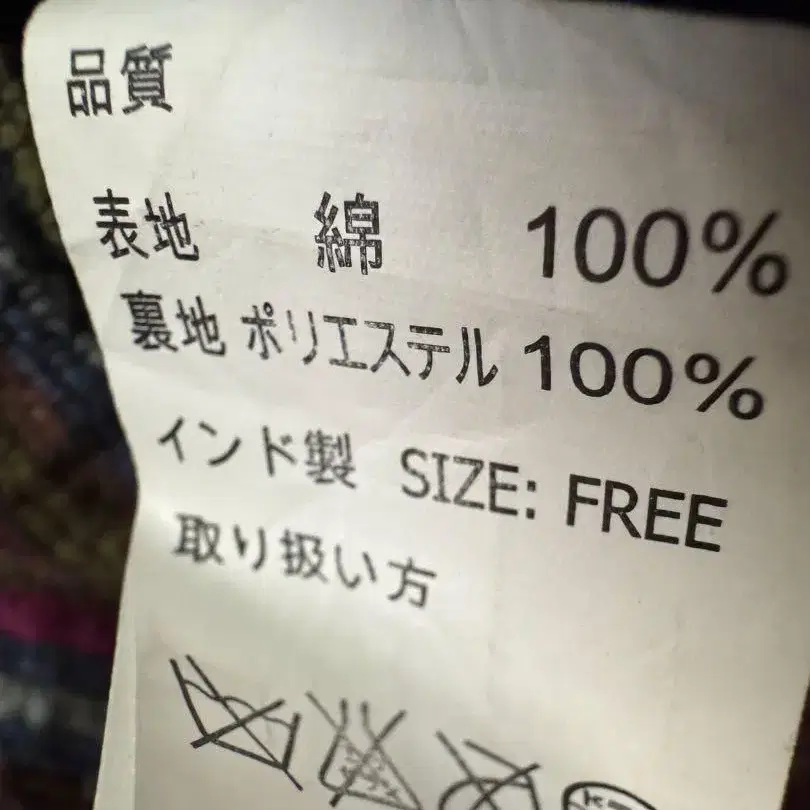 品質
表地 綿 100%
裏地 ポリエステル 100%
インド製 SIZE: FREE
取り扱い方